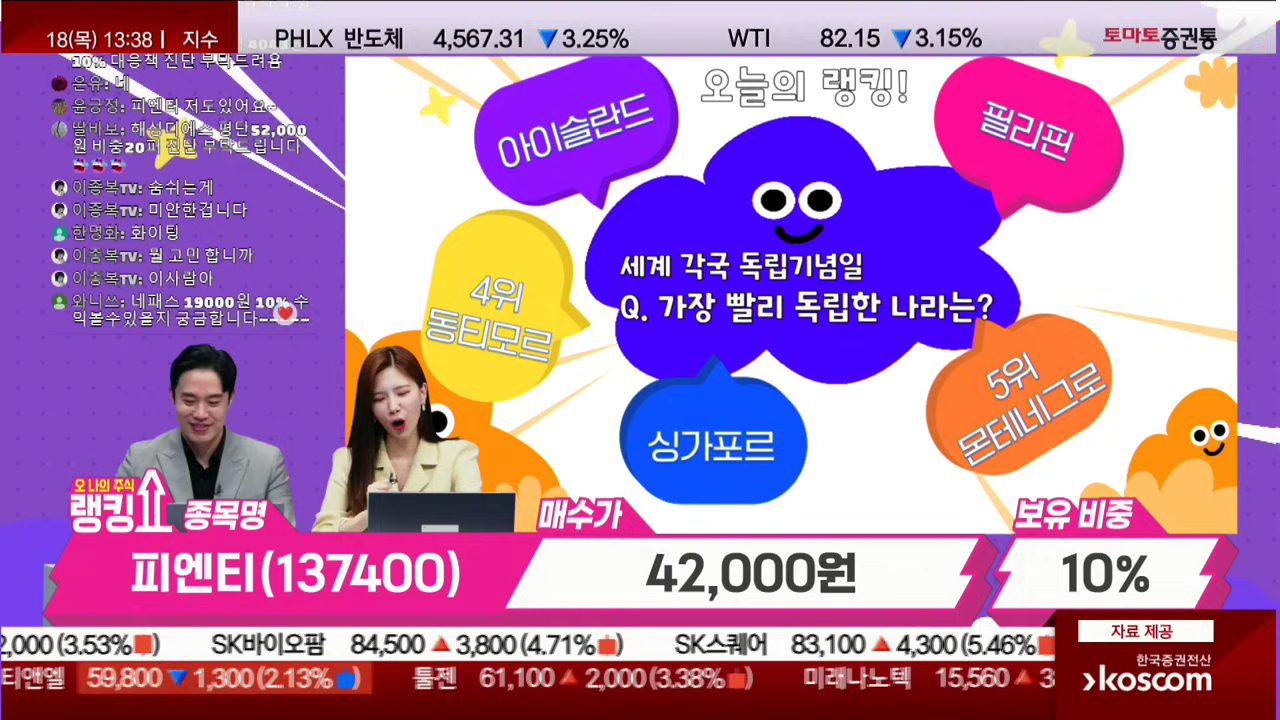 18(목) 13:38 | 지수
PHLX 반도체 4,567.31 ▼3.25% WTI 82.15 ▼3.15%
토마토증권통
10% 대응책 진단 부탁드려욤
은유: 네
윤긍정: 피엔티 저도있어요~
딸바보: 해성디에스 평단52,000
원 비중20퍼 진단 부탁드립니다
이종복TV: 숨쉬는게
이종복TV: 미안한겁니다
한명화: 화이팅
이종복TV: 뭘 고민 합니까
이종복TV: 이사람아
와니쓰: 네패스 19000원 10% 수
익볼수있을지 궁금합니다-----
오늘의 랭킹!
아이슬란드
필리핀
세계 각국 독립기념일
Q. 가장 빨리 독립한 나라는?
4위
동티모르
싱가포르
5위
몬테네그로
오 나의 주식
랭킹
종목명
매수가
보유 비중
피엔티(137400)
42,000원
10%
2,000 (3.53%) SK바이오팜 84,500 ▲ 3,800 (4.71%) SK스퀘어 83,100 ▲ 4,300 (5.46%
티앤엘 59,800 ▼ 1,300 (2.13%) 툴젠 61,100 ▲ 2,000 (3.38%) 미래나노텍 15,560 ▲ 3
자료 제공
한국증권전산
koscom